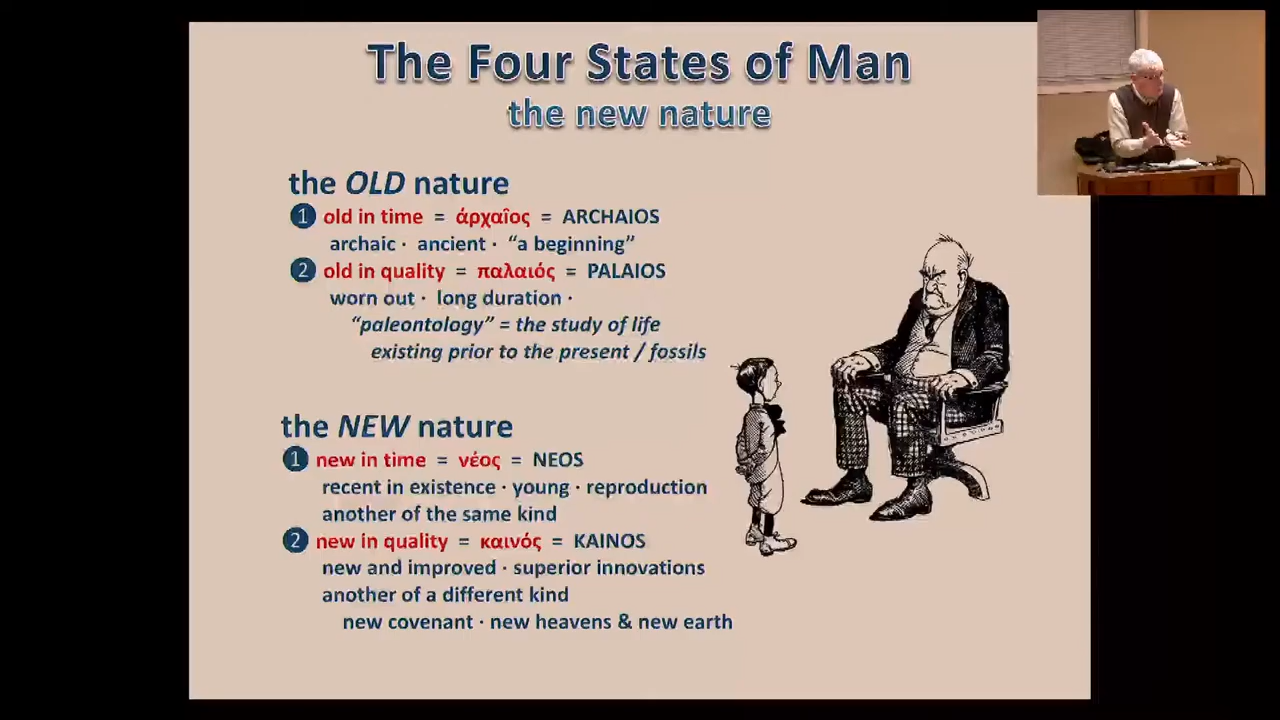 The Four States of Man
the new nature
the OLD nature
1 old in time = ἀρχαῖος = ARCHAIOS
archaic · ancient · “a beginning”
2 old in quality = παλαιός = PALAIOS
worn out · long duration ·
“paleontology” = the study of life
existing prior to the present / fossils
the NEW nature
1 new in time = νέος = NEOS
recent in existence · young · reproduction
another of the same kind
2 new in quality = καινός = KAINOS
new and improved · superior innovations
another of a different kind
new covenant · new heavens & new earth